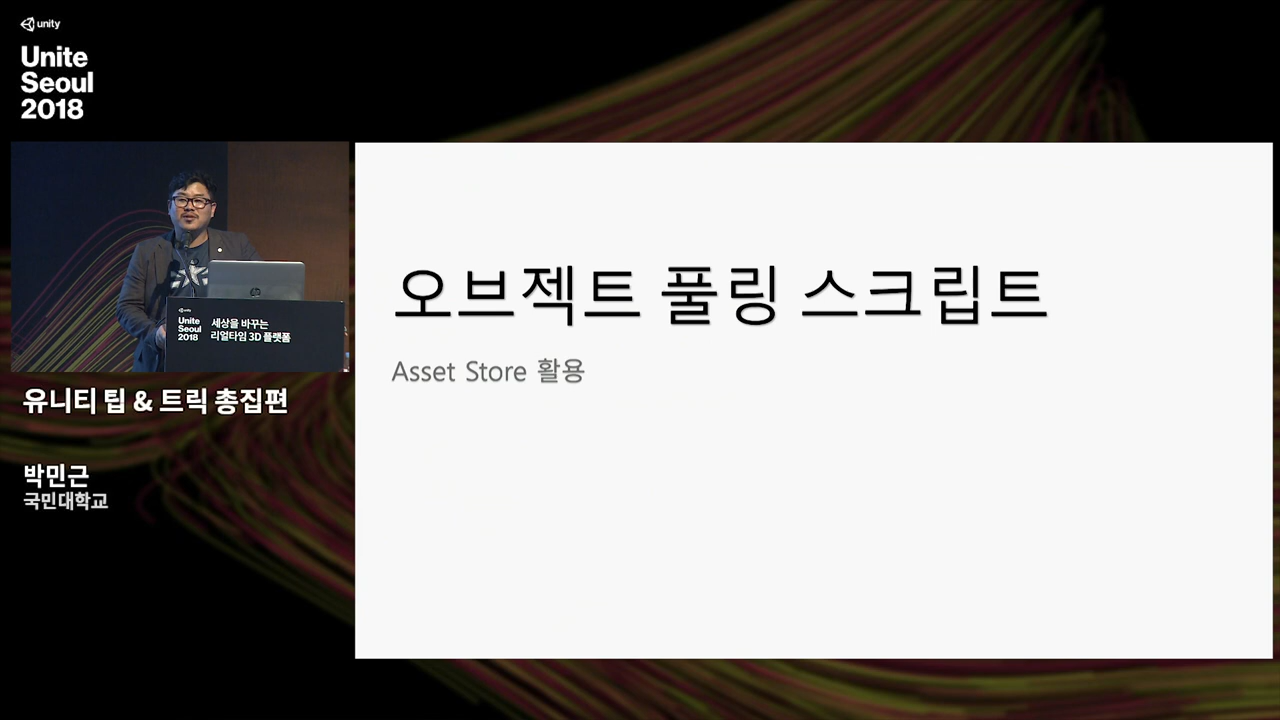 unity
Unite
Seoul
2018
unity
Unite
Seoul
2018
세상을 바꾸는
리얼타임 3D 플랫폼
hp
유니티 팁 & 트릭 총집편
박민근
국민대학교
오브젝트 풀링 스크립트
Asset Store 활용